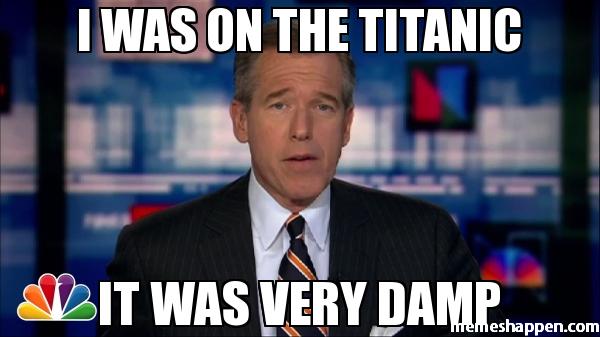 I WAS ON THE TITANIC
IT WAS VERY DAMP
memeshappen.com